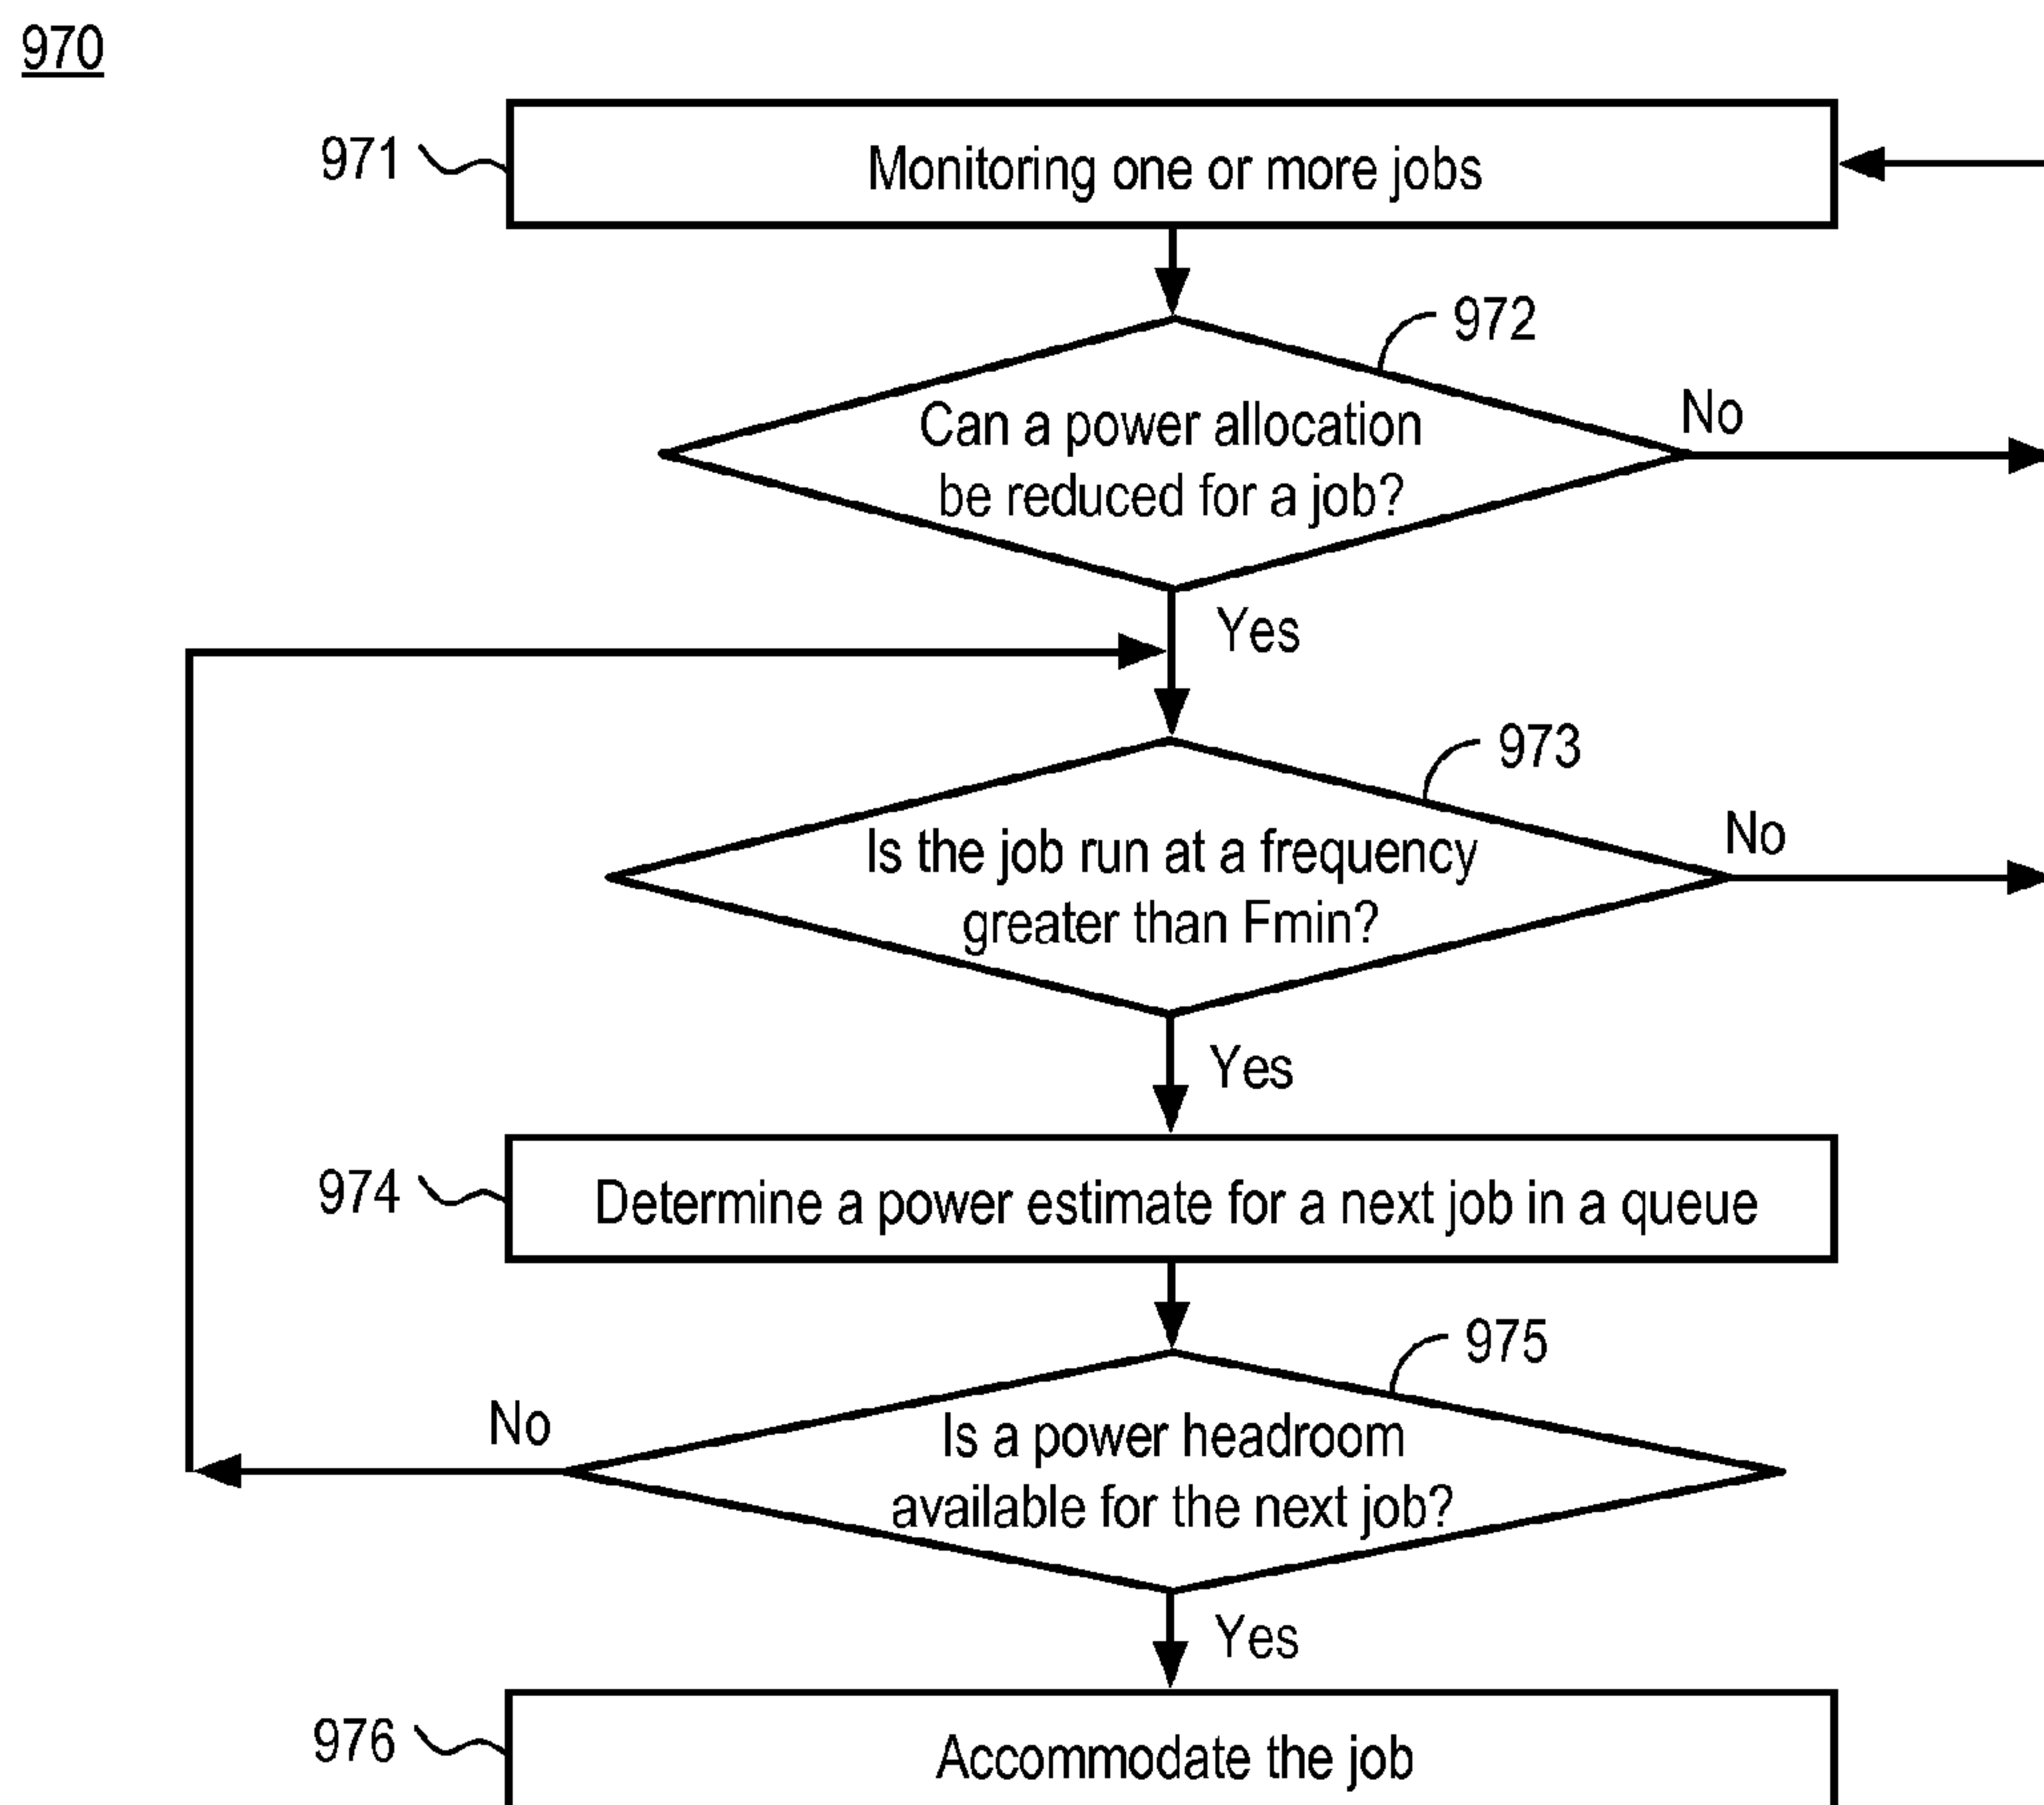 970
971
Monitoring one or more jobs
972
Can a power allocation
be reduced for a job?
No
Yes
973
Is the job run at a frequency
greater than Fmin?
No
Yes
974
Determine a power estimate for a next job in a queue
975
Is a power headroom
available for the next job?
No
Yes
976
Accommodate the job